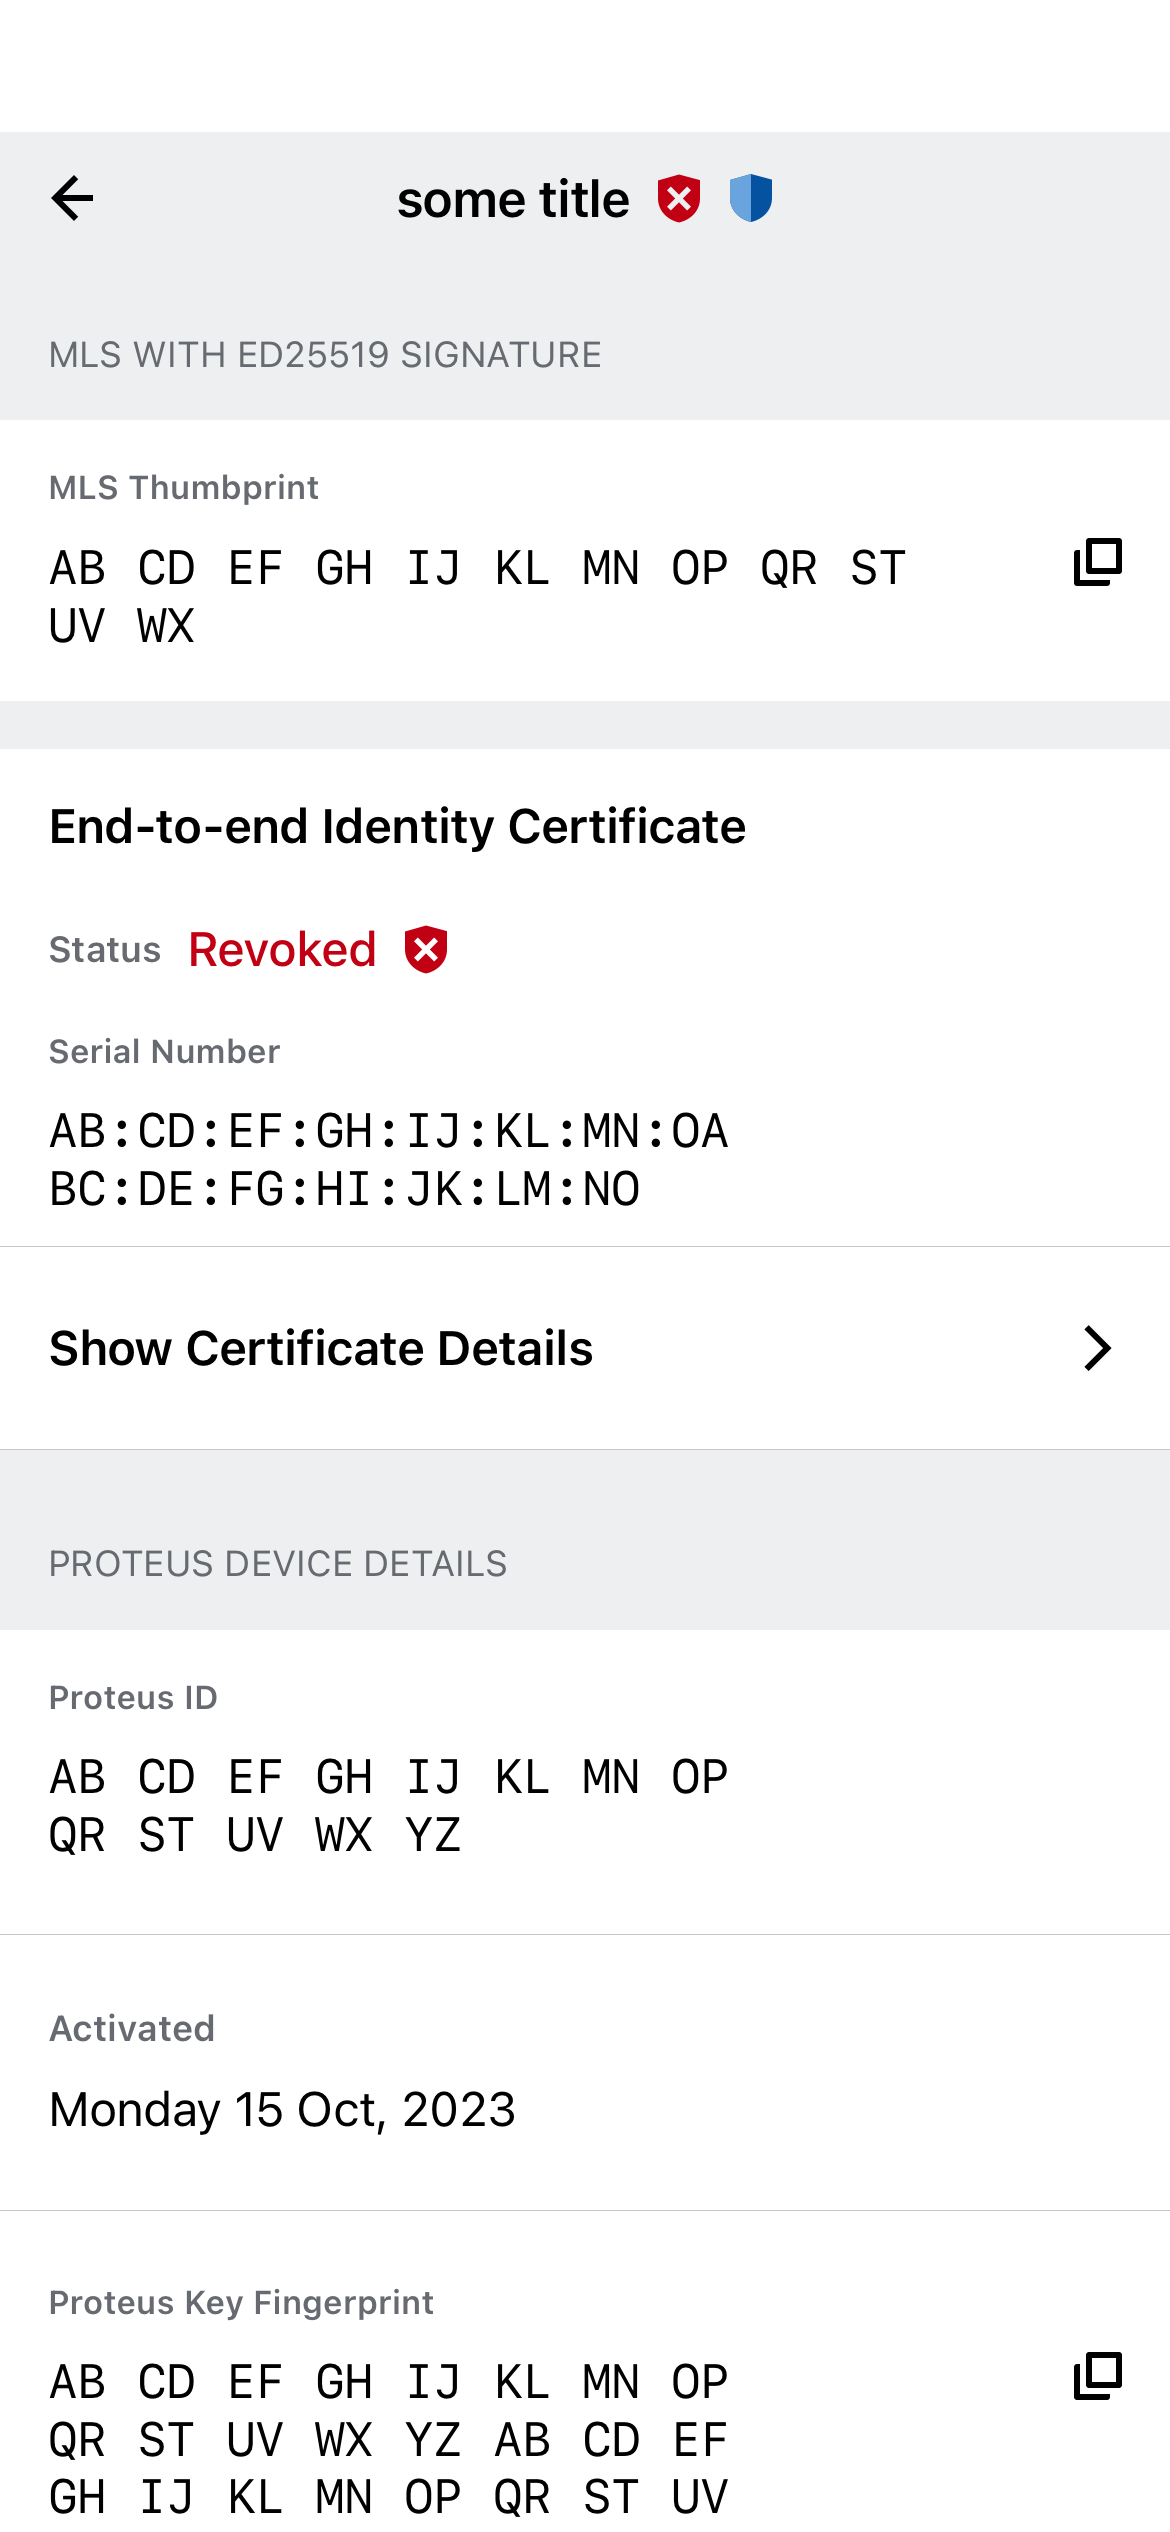 some title
MLS WITH ED25519 SIGNATURE
MLS Thumbprint
AB CD EF GH IJ KL MN OP QR ST
UV WX
End-to-end Identity Certificate
Status Revoked
Serial Number
AB:CD:EF:GH:IJ:KL:MN:OA
BC:DE:FG:HI:JK:LM:NO
Show Certificate Details
PROTEUS DEVICE DETAILS
Proteus ID
AB CD EF GH IJ KL MN OP
QR ST UV WX YZ
Activated
Monday 15 Oct, 2023
Proteus Key Fingerprint
AB CD EF GH IJ KL MN OP
QR ST UV WX YZ AB CD EF
GH IJ KL MN OP QR ST UV